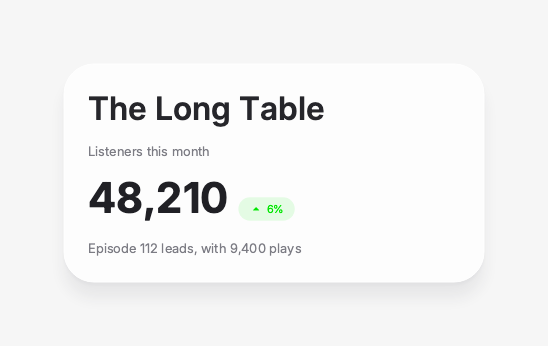 The Long Table
Listeners this month
48,210 ▲ 6%
Episode 112 leads, with 9,400 plays